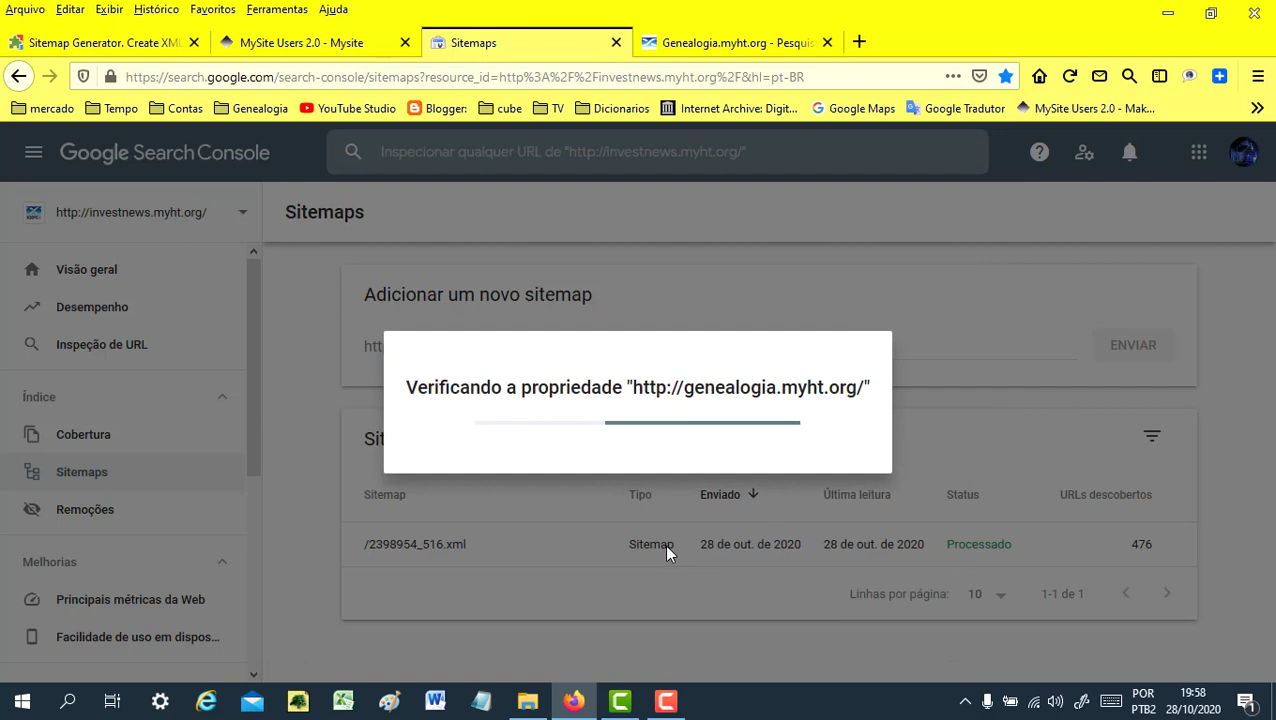 Arquivo Editar Exibir Histórico Favoritos Ferramentas Ajuda
Sitemap Generator. Create XML
MySite Users 2.0 - Mysite
Sitemaps
Genealogia.myht.org - Pesquis
https://search.google.com/search-console/sitemaps?resource_id=http%3A%2F%2Finvestnews.myht.org%2F&hl=pt-BR
mercado Tempo Contas Genealogia YouTube Studio Blogger: cube TV Dicionarios Internet Archive: Digit... Google Maps Google Tradutor MySite Users 2.0 - Mak...
Google Search Console
Inspecionar qualquer URL de "http://investnews.myht.org/"
http://investnews.myht.org/
Sitemaps
Visão geral
Desempenho
Inspeção de URL
Índice
Cobertura
Sitemaps
Remoções
Melhorias
Principais métricas da Web
Facilidade de uso em dispos...
Adicionar um novo sitemap
htt
ENVIAR
Verificando a propriedade "http://genealogia.myht.org/"
Sit
Sitemap Tipo Enviado Última leitura Status URLs descobertos
/2398954_516.xml Sitemap 28 de out. de 2020 28 de out. de 2020 Processado 476
Linhas por página: 10 1-1 de 1
POR
PTB2
19:58
28/10/2020
1